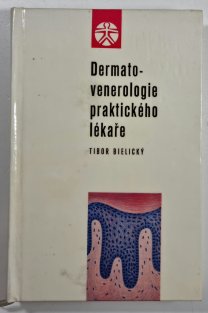 Dermato-
venerologie
praktického
lékaře
TIBOR BIELICKÝ